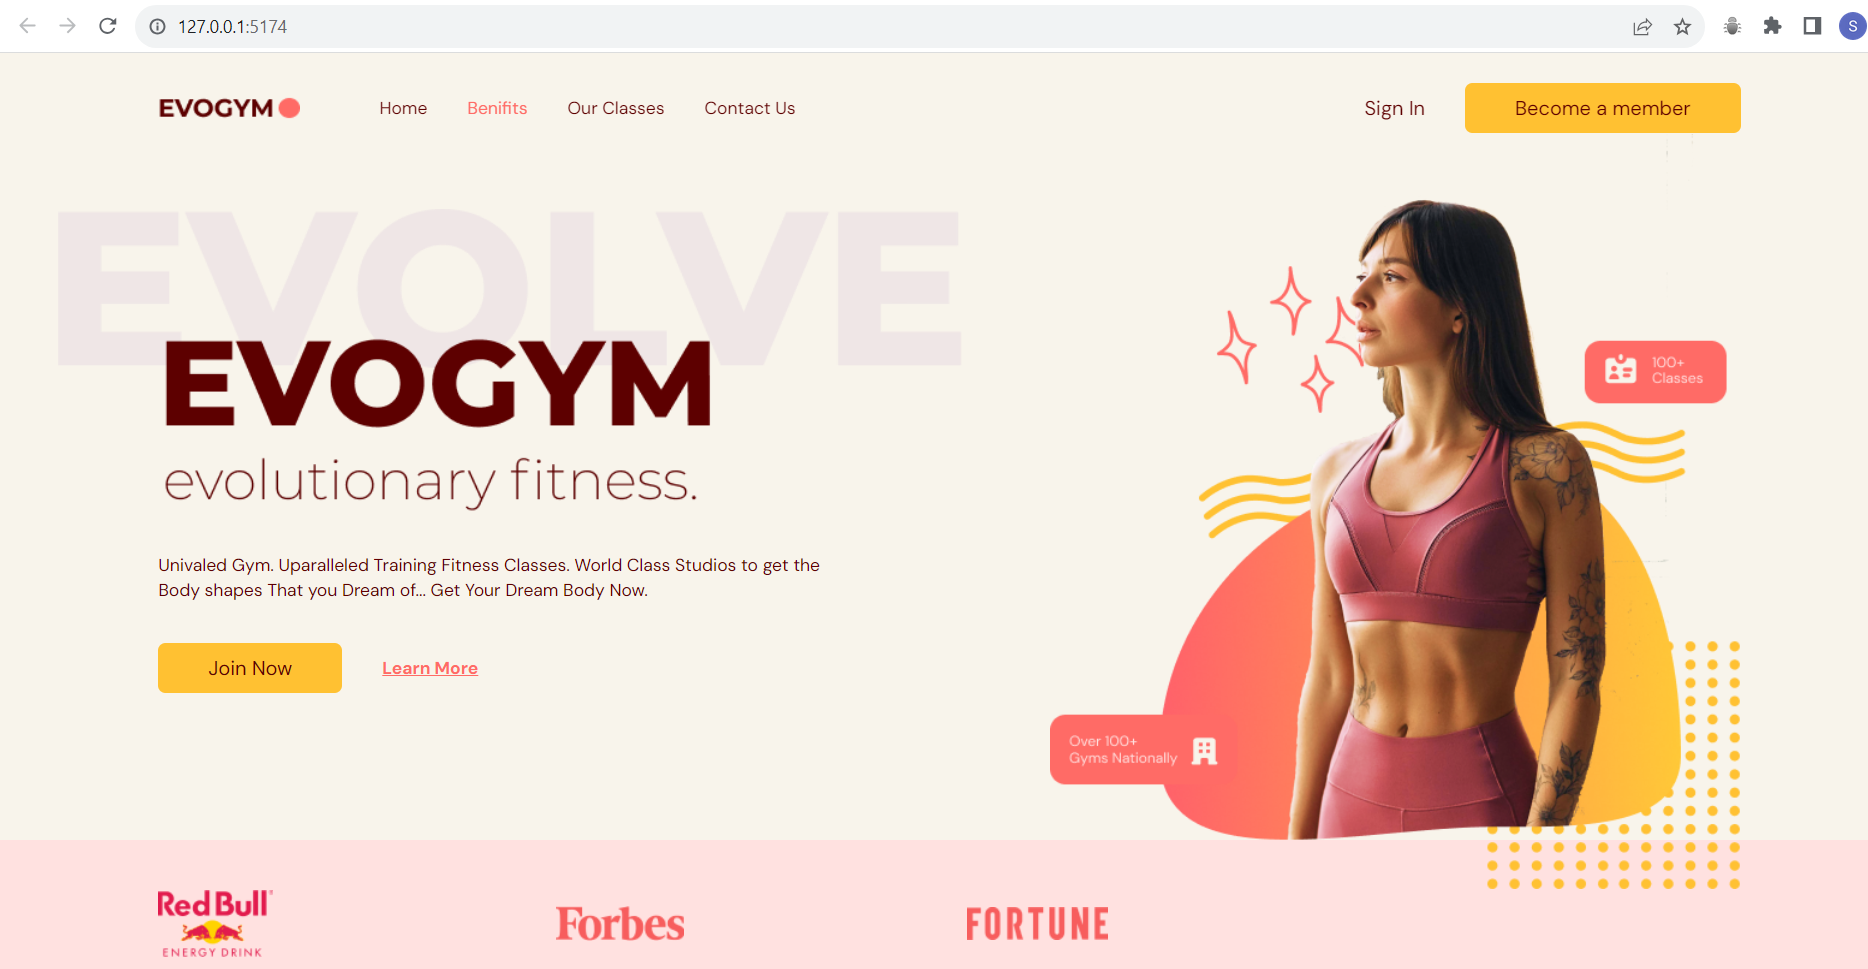 127.0.0.1:5174
S
EVOGYM
Home
Benifits
Our Classes
Contact Us
Sign In
Become a member
EVOLVE
EVOGYM
evolutionary fitness.
Univaled Gym. Uparalleled Training Fitness Classes. World Class Studios to get the
Body shapes That you Dream of... Get Your Dream Body Now.
Join Now
Learn More
100+
Classes
Over 100+
Gyms Nationally
Red Bull
ENERGY DRINK
Forbes
FORTUNE